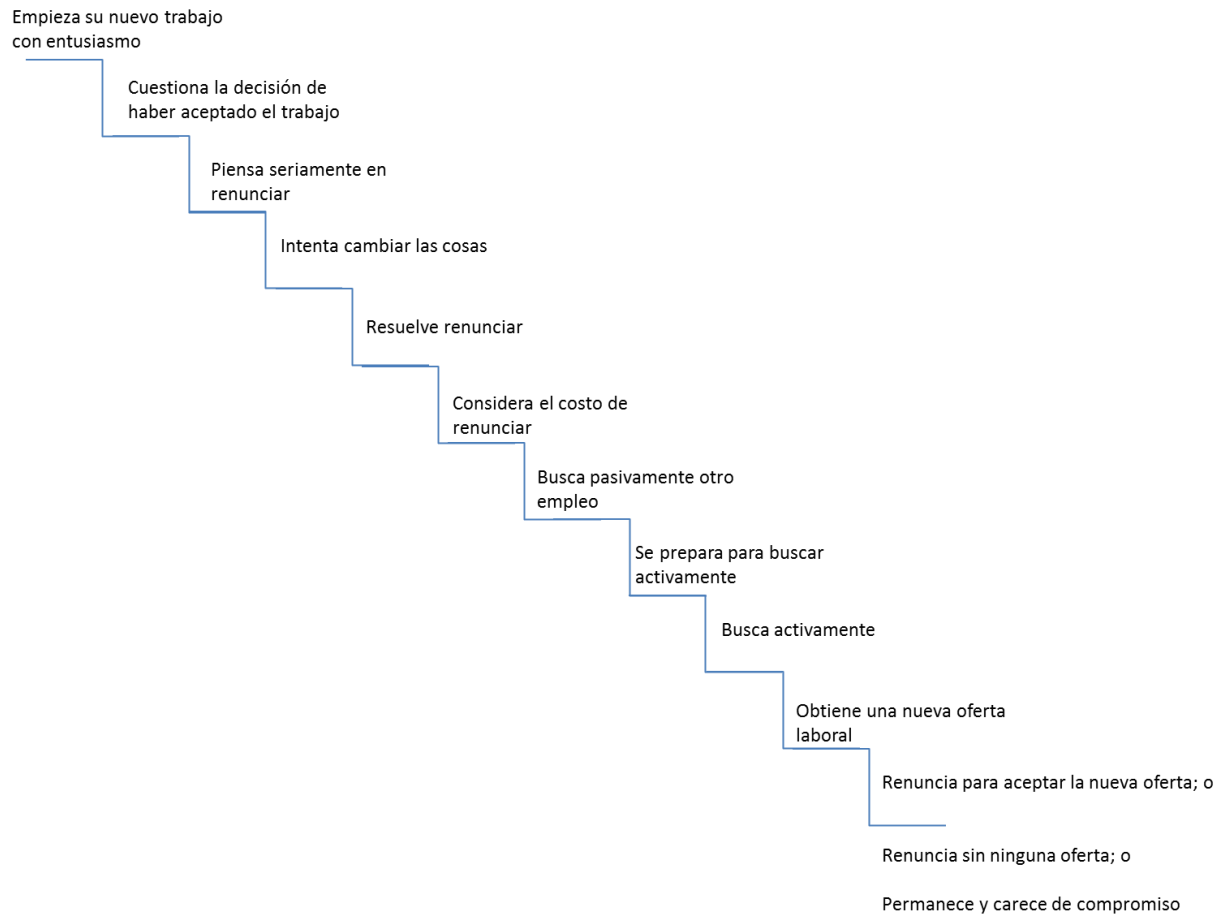 Empieza su nuevo trabajo
con entusiasmo
Cuestiona la decisión de
haber aceptado el trabajo
Piensa seriamente en
renunciar
Intenta cambiar las cosas
Resuelve renunciar
Considera el costo de
renunciar
Busca pasivamente otro
empleo
Se prepara para buscar
activamente
Busca activamente
Obtiene una nueva oferta
laboral
Renuncia para aceptar la nueva oferta; o
Renuncia sin ninguna oferta; o
Permanece y carece de compromiso